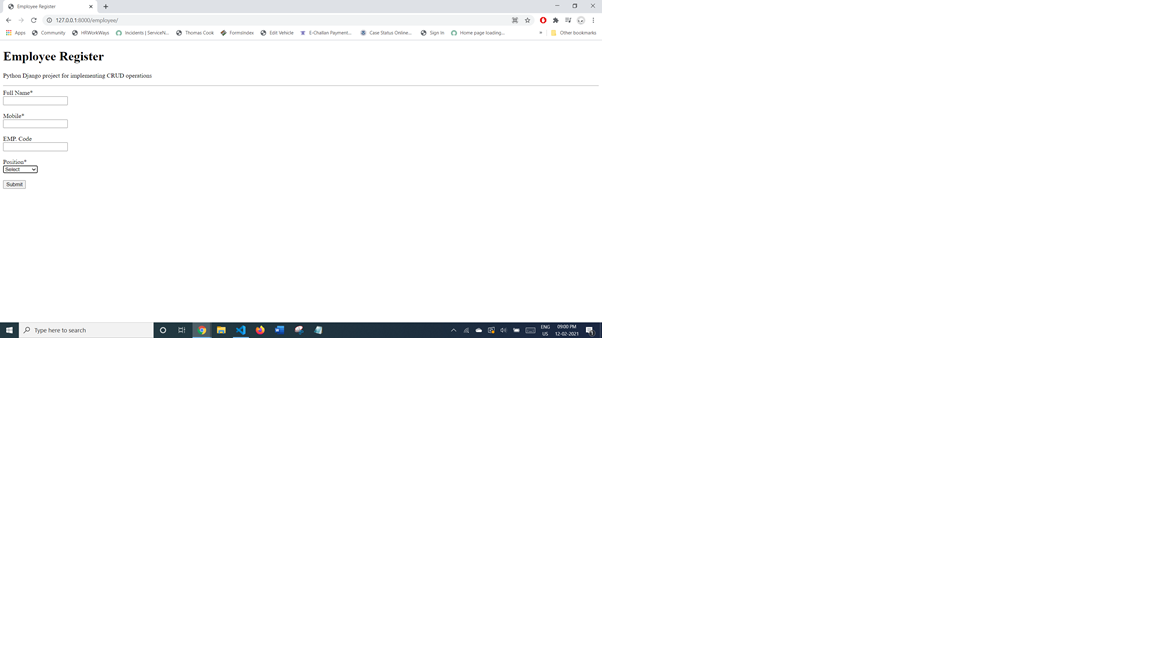 Employee Register
127.0.0.1:8000/employee/
Apps Community HRWorkWays Incidents | ServiceN... Thomas Cook FormsIndex Edit Vehicle E-Challan Payment... Case Status Online... Sign In Home page loading... » Other bookmarks
Employee Register
Python Django project for implementing CRUD operations
Full Name*
Mobile*
EMP. Code
Position*
Select
Submit
Type here to search
ENG 09:00 PM
US 12-02-2021